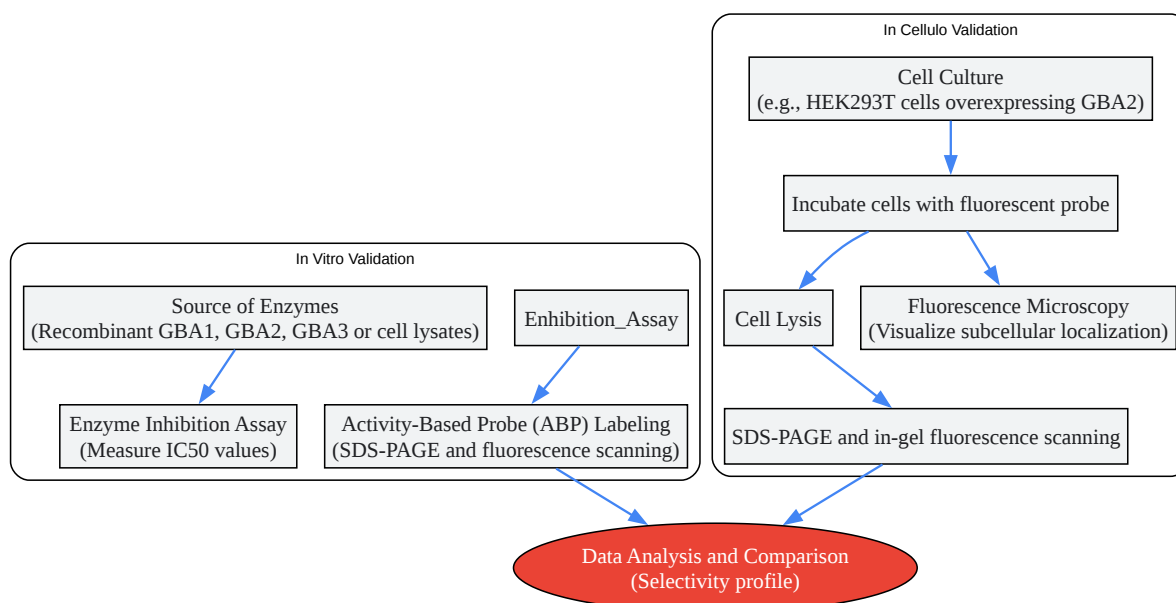 In Cellulo Validation
Cell Culture
(e.g., HEK293T cells overexpressing GBA2)
Incubate cells with fluorescent probe
Cell Lysis
Fluorescence Microscopy
(Visualize subcellular localization)
SDS-PAGE and in-gel fluorescence scanning
In Vitro Validation
Source of Enzymes
(Recombinant GBA1, GBA2, GBA3 or cell lysates)
Enhibition_Assay
Enzyme Inhibition Assay
(Measure IC50 values)
Activity-Based Probe (ABP) Labeling
(SDS-PAGE and fluorescence scanning)
Data Analysis and Comparison
(Selectivity profile)